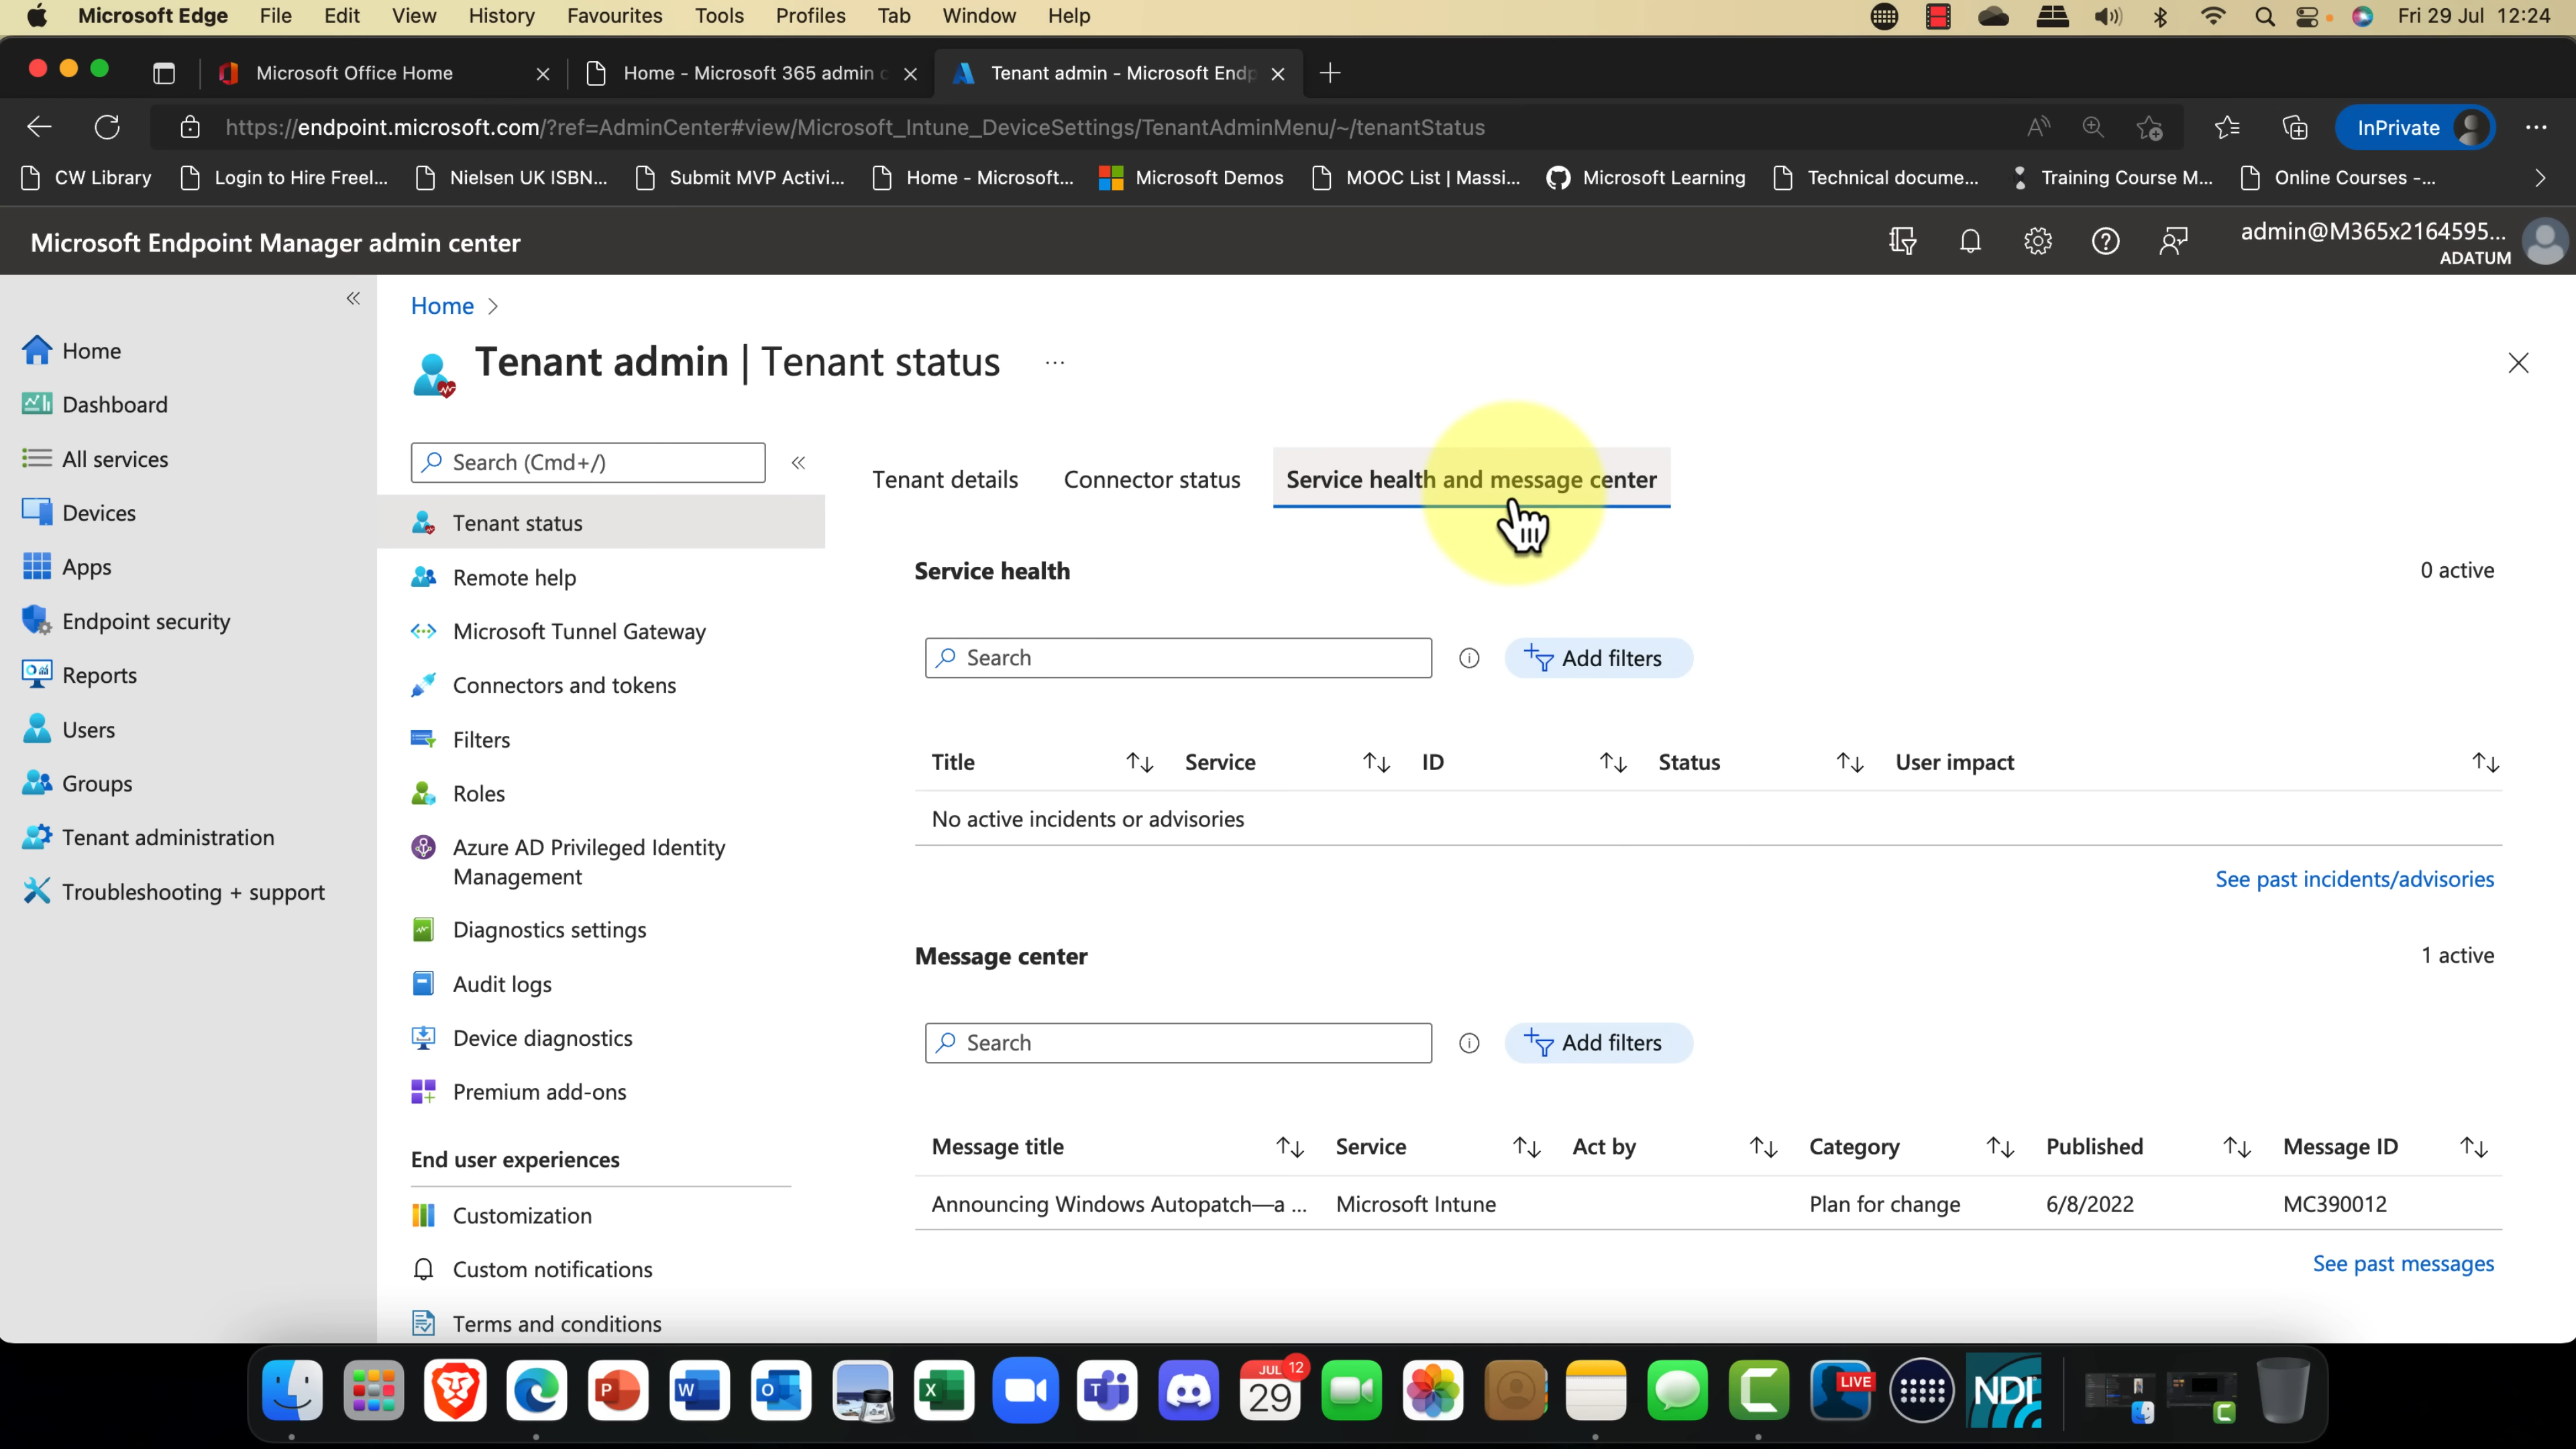 Microsoft Edge File Edit View History Favourites Tools Profiles Tab Window Help Fri 29 Jul 12:24
Microsoft Office Home Home - Microsoft 365 admin c Tenant admin - Microsoft Endp
https://endpoint.microsoft.com/?ref=AdminCenter#view/Microsoft_Intune_DeviceSettings/TenantAdminMenu/~/tenantStatus InPrivate
CW Library Login to Hire Freel... Nielsen UK ISBN... Submit MVP Activi... Home - Microsoft... Microsoft Demos MOOC List | Massi... Microsoft Learning Technical docume... Training Course M... Online Courses -...
Microsoft Endpoint Manager admin center admin@M365x2164595...
ADATUM
Home
Dashboard
All services
Devices
Apps
Endpoint security
Reports
Users
Groups
Tenant administration
Troubleshooting + support
Home
Tenant admin | Tenant status
Search (Cmd+/)
Tenant status
Remote help
Microsoft Tunnel Gateway
Connectors and tokens
Filters
Roles
Azure AD Privileged Identity
Management
Diagnostics settings
Audit logs
Device diagnostics
Premium add-ons
End user experiences
Customization
Custom notifications
Terms and conditions
Tenant details Connector status Service health and message center
Service health 0 active
Search Add filters
Title Service ID Status User impact
No active incidents or advisories
See past incidents/advisories
Message center 1 active
Search Add filters
Message title Service Act by Category Published Message ID
Announcing Windows Autopatch—a ... Microsoft Intune Plan for change 6/8/2022 MC390012
See past messages
P W O X T JUL 29 12 C LIVE NDI C